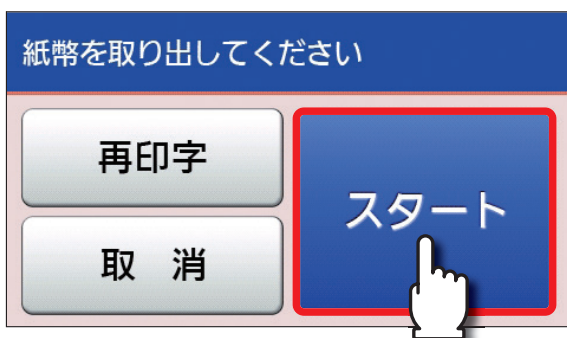 紙幣を取り出してください
再印字
スタート
取　消